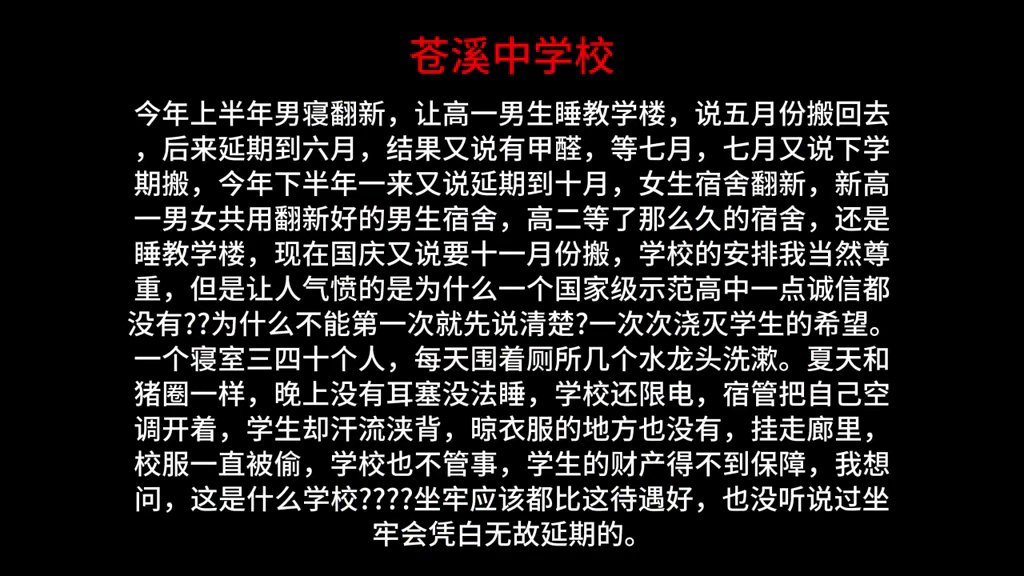 苍溪中学校
今年上半年男寝翻新，让高一男生睡教学楼，说五月份搬回去
，后来延期到六月，结果又说有甲醛，等七月，七月又说下学
期搬，今年下半年一来又说延期到十月，女生宿舍翻新，新高
一男女共用翻新好的男生宿舍，高二等了那么久的宿舍，还是
睡教学楼，现在国庆又说要十一月份搬，学校的安排我当然尊
重，但是让人气愤的是为什么一个国家级示范高中一点诚信都
没有??为什么不能第一次就先说清楚?一次次浇灭学生的希望。
一个寝室三四十个人，每天围着厕所几个水龙头洗漱。夏天和
猪圈一样，晚上没有耳塞没法睡，学校还限电，宿管把自己空
调开着，学生却汗流浃背，晾衣服的地方也没有，挂走廊里，
校服一直被偷，学校也不管事，学生的财产得不到保障，我想
问，这是什么学校????坐牢应该都比这待遇好，也没听说过坐
牢会凭白无故延期的。